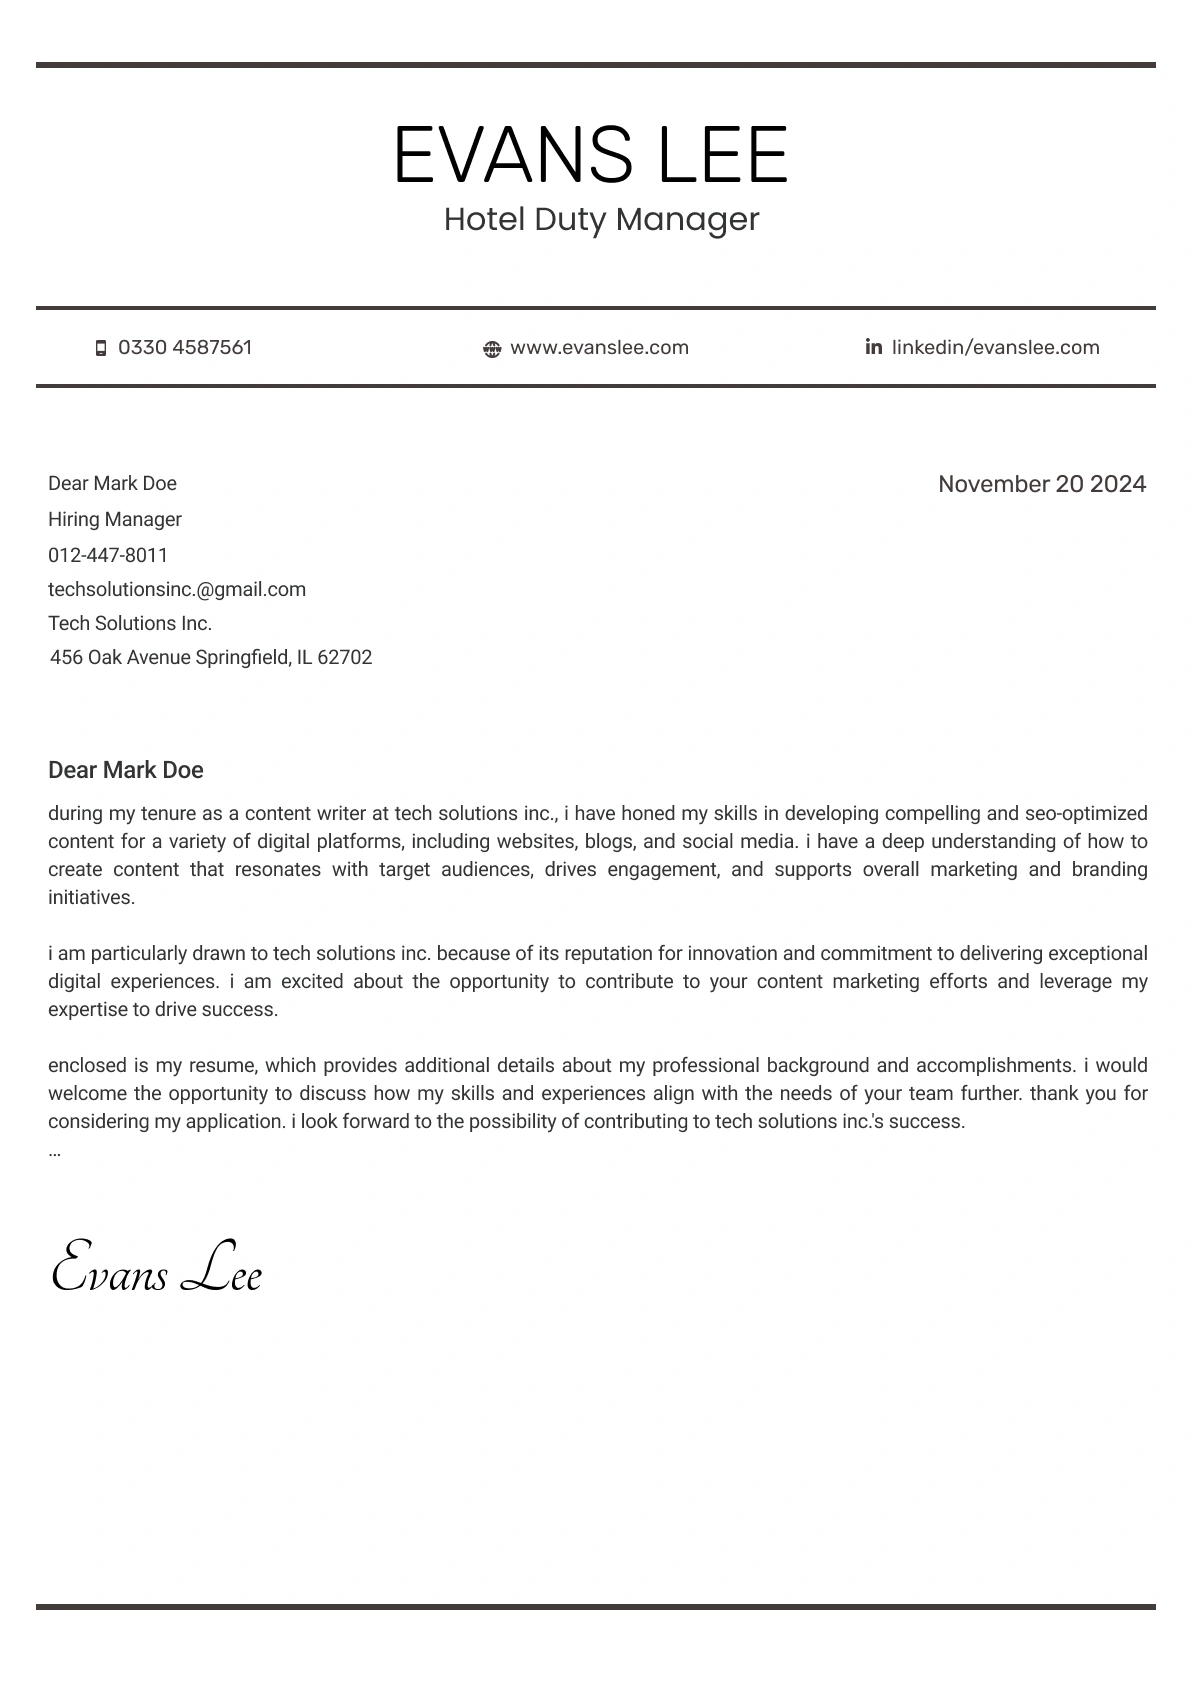 EVANS LEE
Hotel Duty Manager
0330 4587561
www.evanslee.com
in linkedin/evanslee.com
Dear Mark Doe
November 20 2024
Hiring Manager
012-447-8011
techsolutionsinc.@gmail.com
Tech Solutions Inc.
456 Oak Avenue Springfield, IL 62702
Dear Mark Doe
during my tenure as a content writer at tech solutions inc., i have honed my skills in developing compelling and seo-optimized
content for a variety of digital platforms, including websites, blogs, and social media. i have a deep understanding of how to
create content that resonates with target audiences, drives engagement, and supports overall marketing and branding
initiatives.
i am particularly drawn to tech solutions inc. because of its reputation for innovation and commitment to delivering exceptional
digital experiences. i am excited about the opportunity to contribute to your content marketing efforts and leverage my
expertise to drive success.
enclosed is my resume, which provides additional details about my professional background and accomplishments. i would
welcome the opportunity to discuss how my skills and experiences align with the needs of your team further. thank you for
considering my application. i look forward to the possibility of contributing to tech solutions inc.'s success.
...
Evans Lee